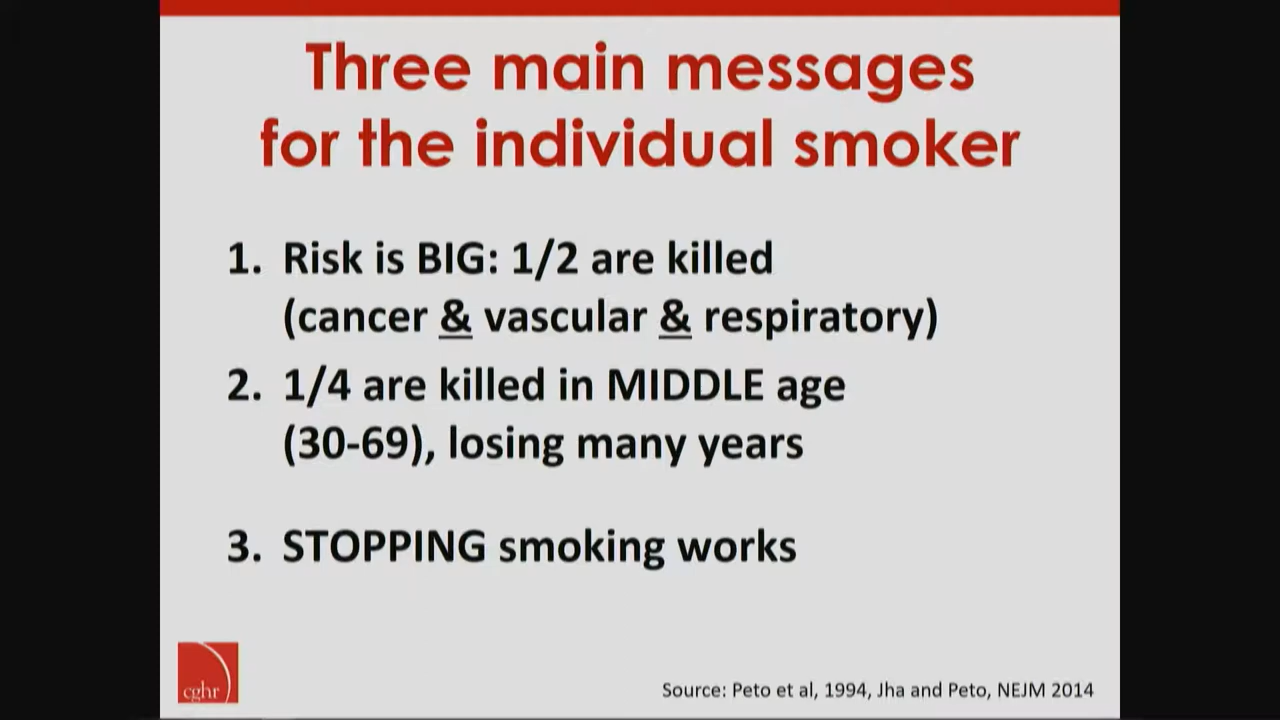 Three main messages
for the individual smoker
1. Risk is BIG: 1/2 are killed
(cancer & vascular & respiratory)
2. 1/4 are killed in MIDDLE age
(30-69), losing many years
3. STOPPING smoking works
cghr
Source: Peto et al, 1994, Jha and Peto, NEJM 2014